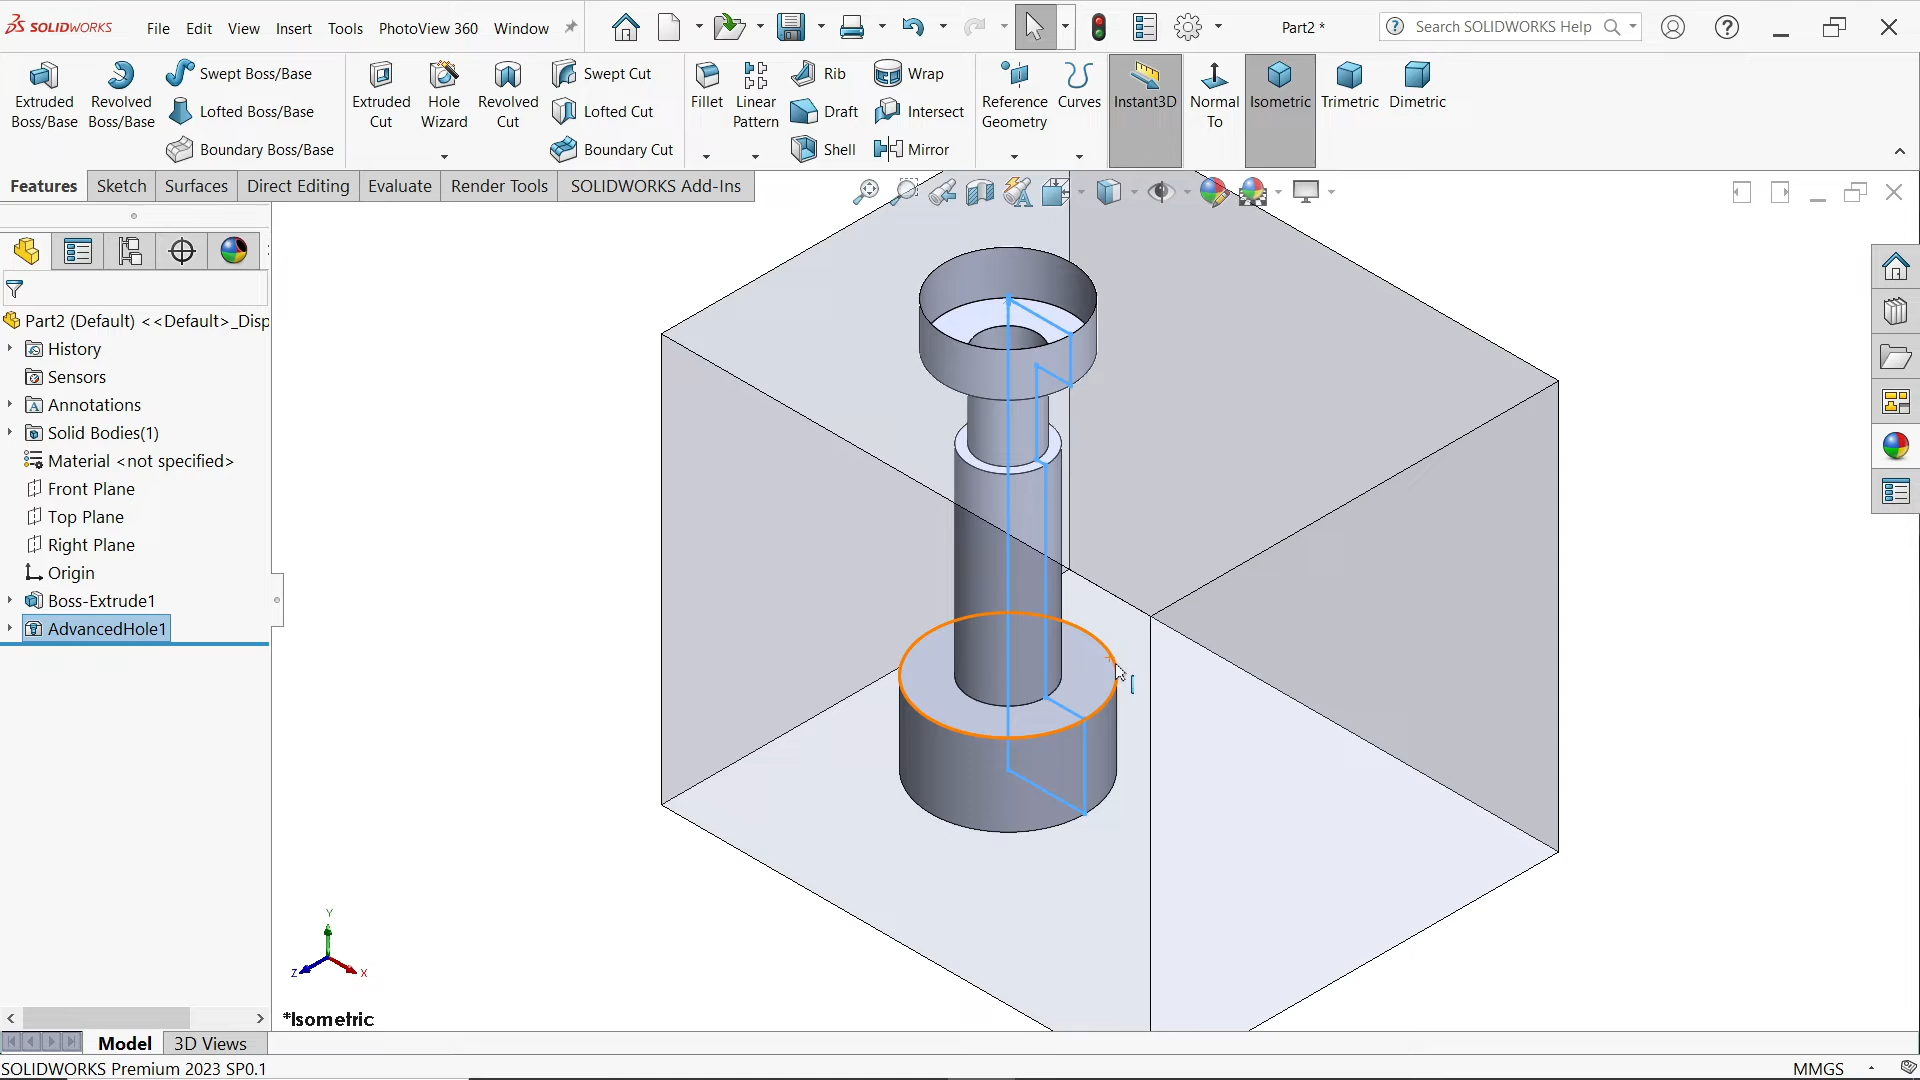 SOLIDWORKS File Edit View Insert Tools PhotoView 360 Window Part2 * Search SOLIDWORKS Help
Extruded Boss/Base
Revolved Boss/Base
Swept Boss/Base
Lofted Boss/Base
Boundary Boss/Base
Extruded Cut
Hole Wizard
Revolved Cut
Swept Cut
Lofted Cut
Boundary Cut
Fillet
Linear Pattern
Rib
Draft
Shell
Wrap
Intersect
Mirror
Reference Geometry
Curves
Instant3D
Normal To
Isometric
Trimetric
Dimetric
Features Sketch Surfaces Direct Editing Evaluate Render Tools SOLIDWORKS Add-Ins
Part2 (Default) <<Default>_Disp
History
Sensors
Annotations
Solid Bodies(1)
Material <not specified>
Front Plane
Top Plane
Right Plane
Origin
Boss-Extrude1
AdvancedHole1
Y
Z X
*Isometric
Model 3D Views
SOLIDWORKS Premium 2023 SP0.1 MMGS